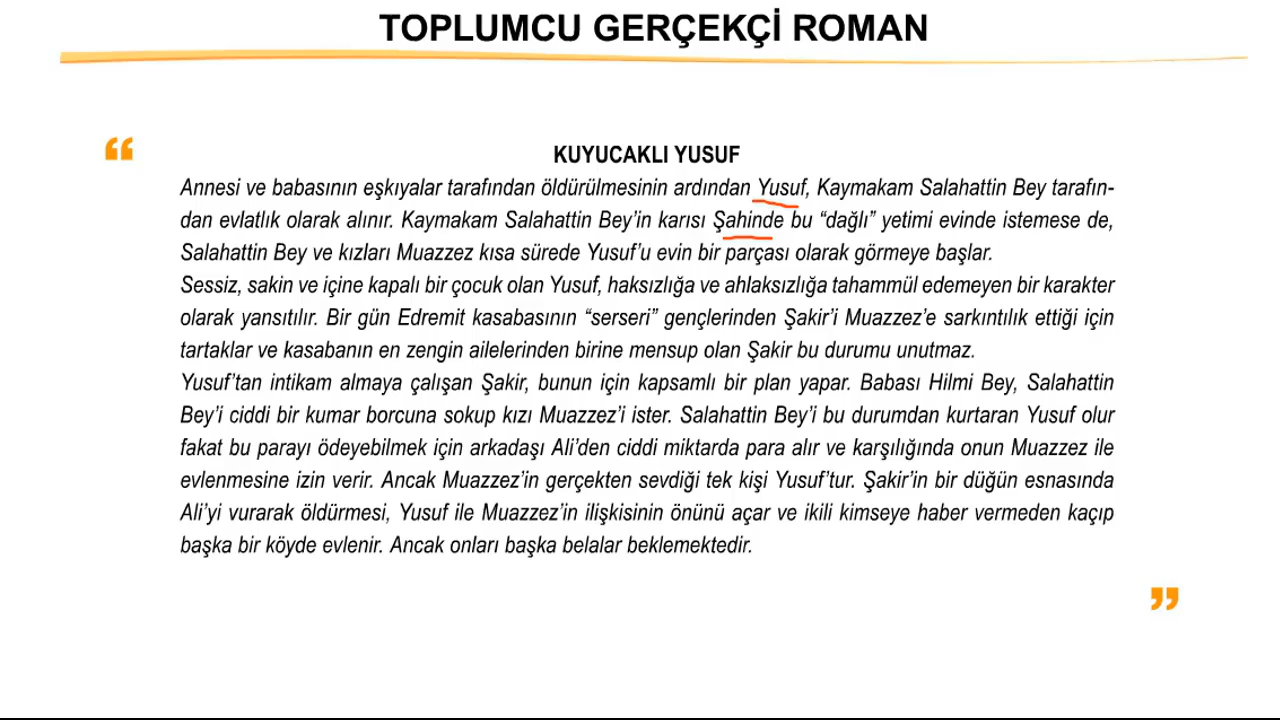 TOPLUMCU GERÇEKÇİ ROMAN
“
KUYUCAKLI YUSUF
Annesi ve babasının eşkıyalar tarafından öldürülmesinin ardından Yusuf, Kaymakam Salahattin Bey tarafın-
dan evlatlık olarak alınır. Kaymakam Salahattin Bey’in karısı Şahinde bu “dağlı” yetimi evinde istemese de,
Salahattin Bey ve kızları Muazzez kısa sürede Yusuf’u evin bir parçası olarak görmeye başlar.
Sessiz, sakin ve içine kapalı bir çocuk olan Yusuf, haksızlığa ve ahlaksızlığa tahammül edemeyen bir karakter
olarak yansıtılır. Bir gün Edremit kasabasının “serseri” gençlerinden Şakir’i Muazzez’e sarkıntılık ettiği için
tartaklar ve kasabanın en zengin ailelerinden birine mensup olan Şakir bu durumu unutmaz.
Yusuf’tan intikam almaya çalışan Şakir, bunun için kapsamlı bir plan yapar. Babası Hilmi Bey, Salahattin
Bey’i ciddi bir kumar borcuna sokup kızı Muazzez’i ister. Salahattin Bey’i bu durumdan kurtaran Yusuf olur
fakat bu parayı ödeyebilmek için arkadaşı Ali’den ciddi miktarda para alır ve karşılığında onun Muazzez ile
evlenmesine izin verir. Ancak Muazzez’in gerçekten sevdiği tek kişi Yusuf’tur. Şakir’in bir düğün esnasında
Ali’yi vurarak öldürmesi, Yusuf ile Muazzez’in ilişkisinin önünü açar ve ikili kimseye haber vermeden kaçıp
başka bir köyde evlenir. Ancak onları başka belalar beklemektedir.
”